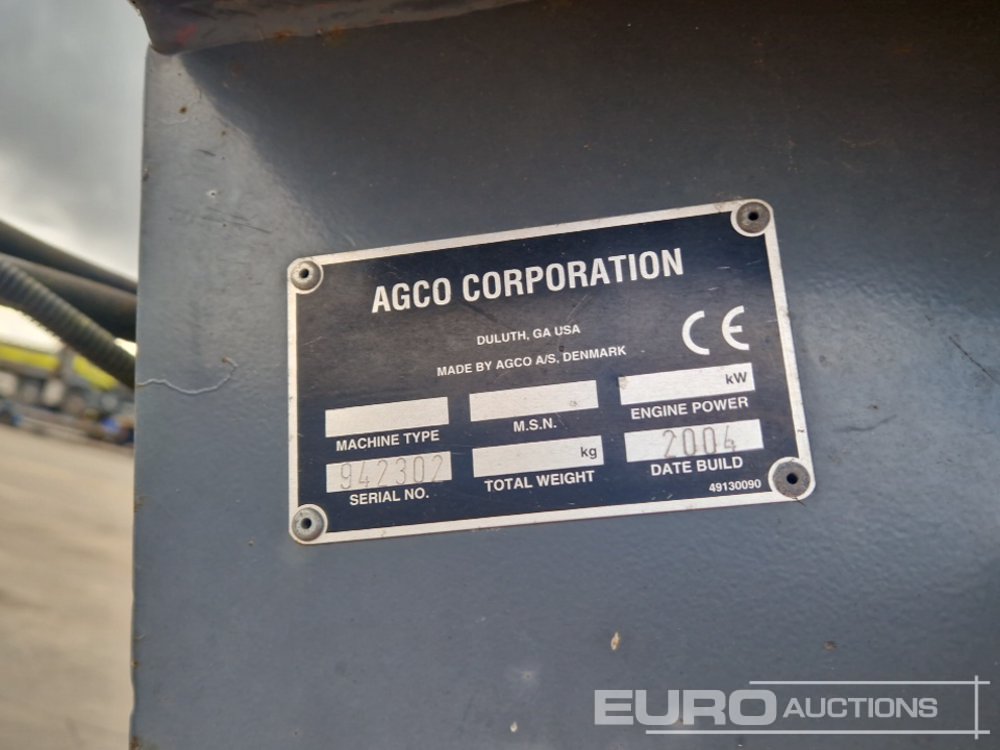 AGCO CORPORATION
DULUTH, GA USA
MADE BY AGCO A/S, DENMARK
CE
kW
MACHINE TYPE
M.S.N.
ENGINE POWER
942302
kg
2004
SERIAL NO.
TOTAL WEIGHT
DATE BUILD
49130090
EURO AUCTIONS